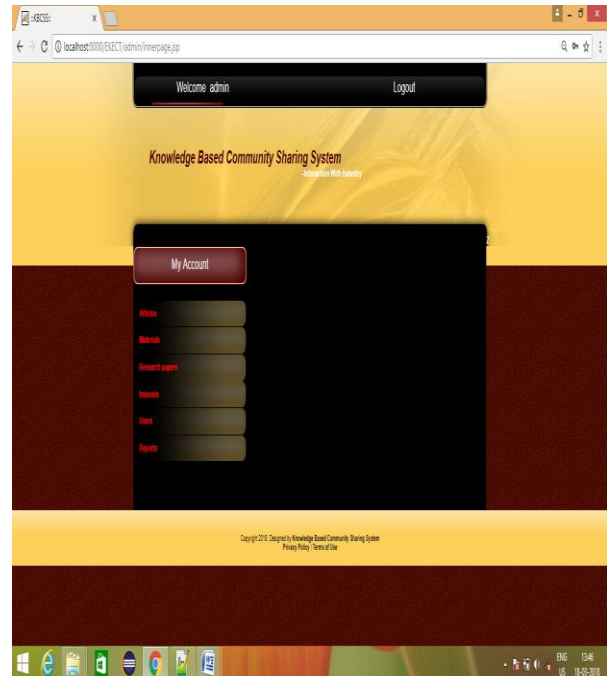 ::KBCSS::
localhost:8000/EKECT/admin/innerpage.jsp
Welcome admin
Logout
Knowledge Based Community Sharing System
--Interaction With Industry
My Account
Articles
Materials
Research papers
Interests
Users
Reports
Copyright 2018. Designed by Knowledge Based Community Sharing System
Privacy Policy | Terms of Use
ENG 13:46
US 18-03-2018